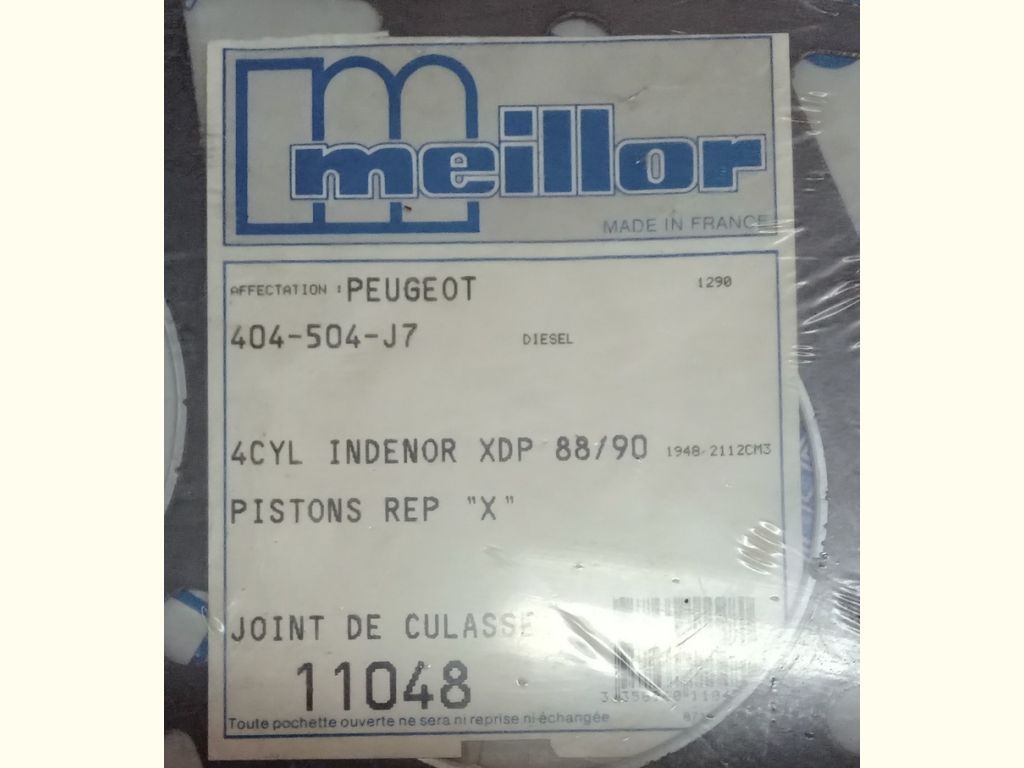 meillor
MADE IN FRANCE
AFFECTATION : PEUGEOT 1290
404-504-J7 DIESEL
4CYL INDENOR XDP 88/90 1948-2112CM3
PISTONS REP "X"
JOINT DE CULASSE
11048
Toute pochette ouverte ne sera ni reprise ni échangée